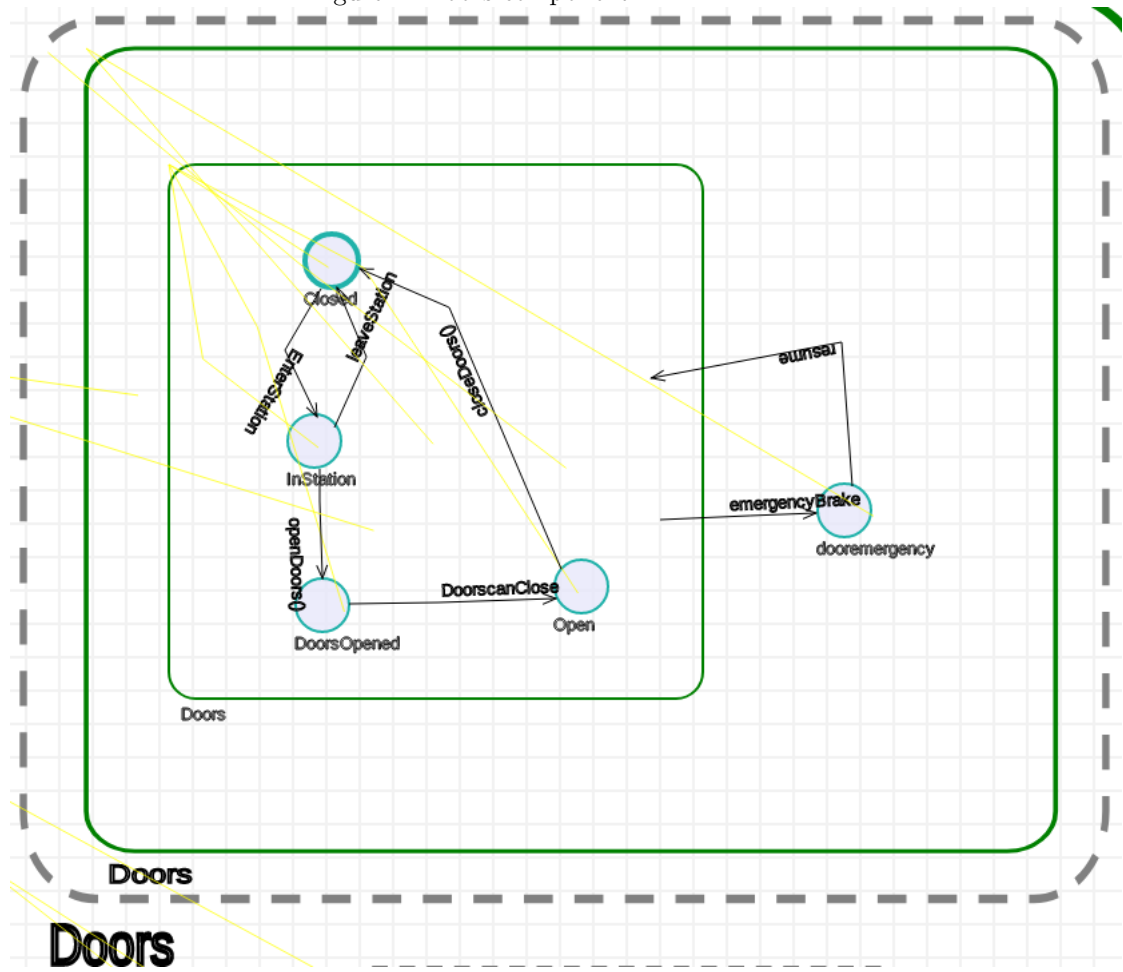 Closed
leaveStation
EnterStation
closeDoors()
resume
InStation
emergencyBrake
dooremergency
openDoors()
DoorscanClose
Open
DoorsOpened
Doors
Doors
Doors